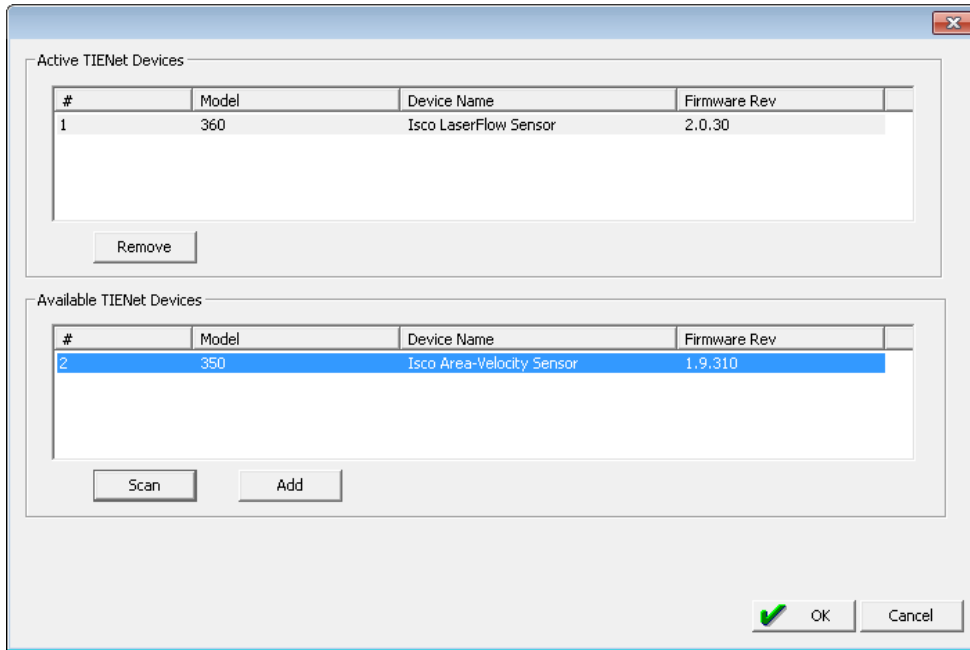 Active TIENet Devices
# Model Device Name Firmware Rev
1 360 Isco LaserFlow Sensor 2.0.30
Remove
Available TIENet Devices
# Model Device Name Firmware Rev
2 350 Isco Area-Velocity Sensor 1.9.310
Scan Add
OK Cancel